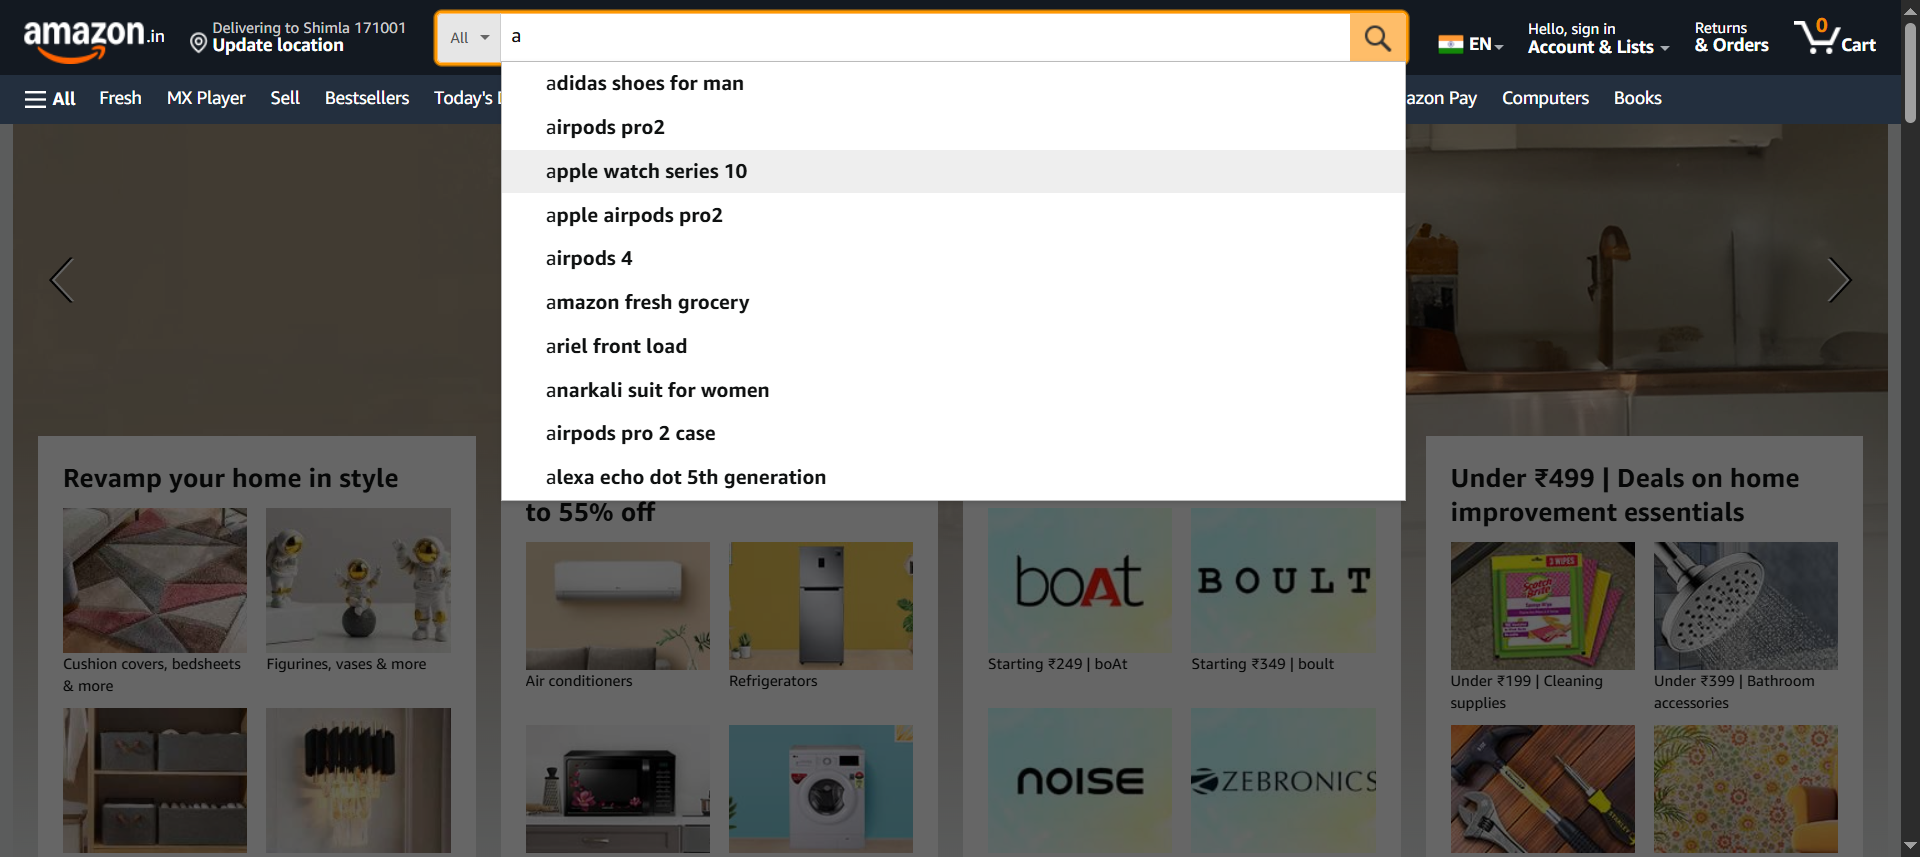 amazon.in
Delivering to Shimla 171001
Update location
All
a
EN
Hello, sign in
Account & Lists
Returns
& Orders
0
Cart
All
Fresh
MX Player
Sell
Bestsellers
Today's
azon Pay
Computers
Books
adidas shoes for man
airpods pro2
apple watch series 10
apple airpods pro2
airpods 4
amazon fresh grocery
ariel front load
anarkali suit for women
airpods pro 2 case
alexa echo dot 5th generation
Revamp your home in style
Cushion covers, bedsheets
& more
Figurines, vases & more
to 55% off
Air conditioners
Refrigerators
boAt
BOULT
Starting ₹249 | boAt
Starting ₹349 | boult
noise
ZEBRONICS
Under ₹499 | Deals on home
improvement essentials
3 WIPES
Scotch
Brite
Under ₹199 | Cleaning
supplies
Under ₹399 | Bathroom
accessories